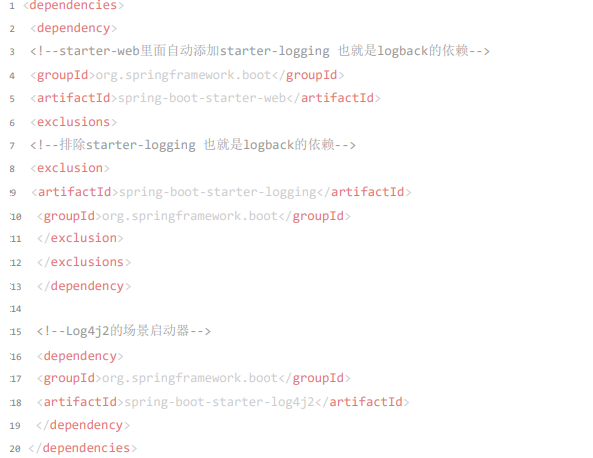 1 <dependencies>
2 <dependency>
3 <!--starter-web里面自动添加starter-logging 也就是logback的依赖-->
4 <groupId>org.springframework.boot</groupId>
5 <artifactId>spring-boot-starter-web</artifactId>
6 <exclusions>
7 <!--排除starter-logging 也就是logback的依赖-->
8 <exclusion>
9 <artifactId>spring-boot-starter-logging</artifactId>
10 <groupId>org.springframework.boot</groupId>
11 </exclusion>
12 </exclusions>
13 </dependency>
14
15 <!--Log4j2的场景启动器-->
16 <dependency>
17 <groupId>org.springframework.boot</groupId>
18 <artifactId>spring-boot-starter-log4j2</artifactId>
19 </dependency>
20 </dependencies>